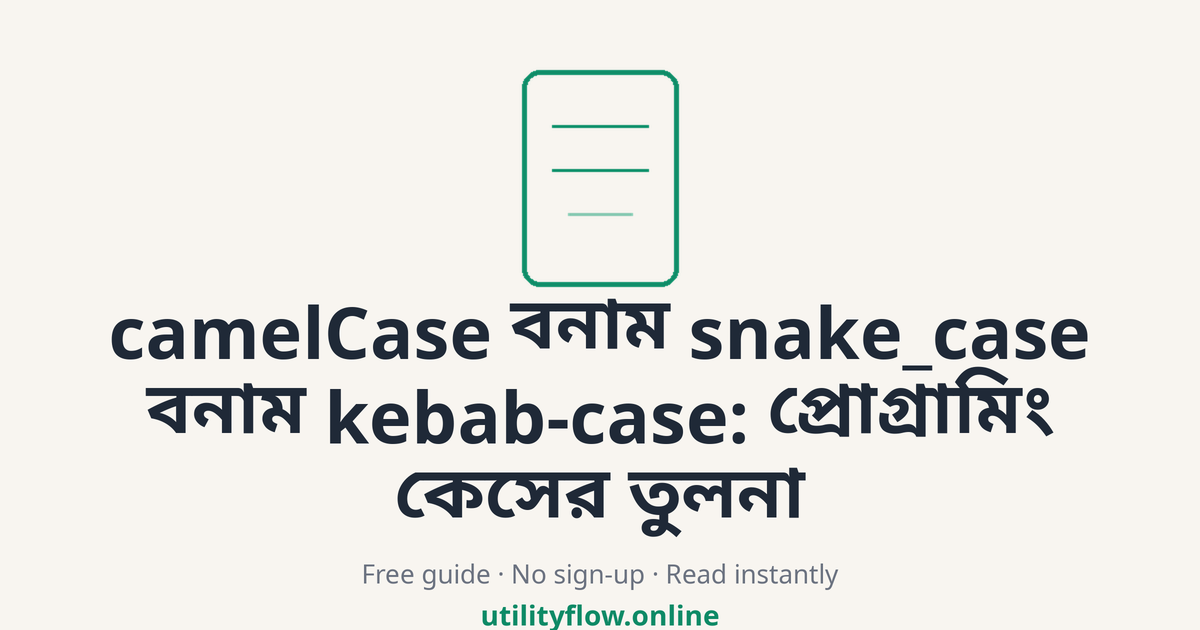 camelCase বনাম snake_case
বনাম kebab-case: প্রোগ্রামিং
কেসের তুলনা
Free guide · No sign-up · Read instantly
utilityflow.online